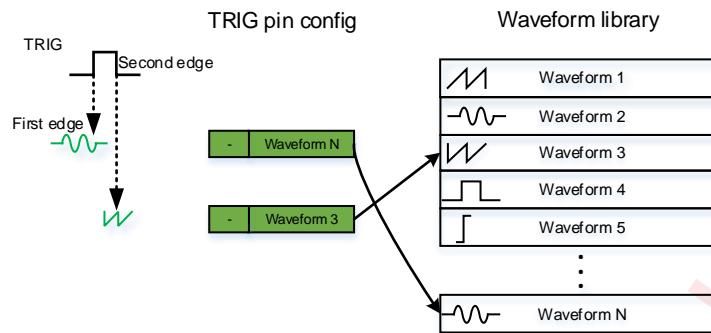 TRIG pin config
Waveform library
TRIG
Second edge
First edge
- Waveform N
- Waveform 3
Waveform 1
Waveform 2
Waveform 3
Waveform 4
Waveform 5
Waveform N